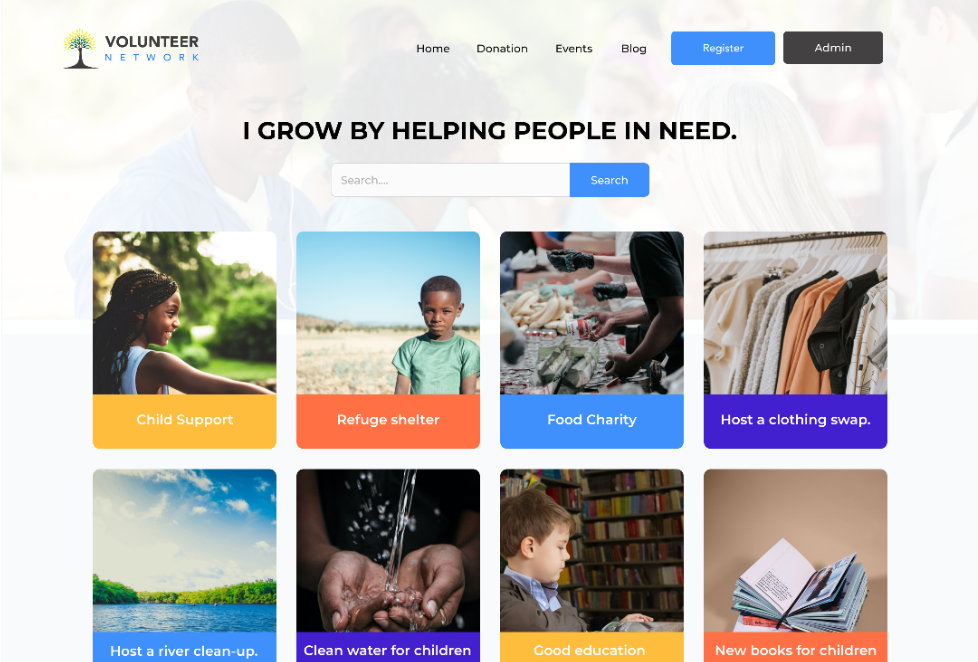 VOLUNTEER
NETWORK
Home Donation Events Blog Register Admin
I GROW BY HELPING PEOPLE IN NEED.
Search.... Search
Child Support Refuge shelter Food Charity Host a clothing swap.
Host a river clean-up. Clean water for children Good education New books for children